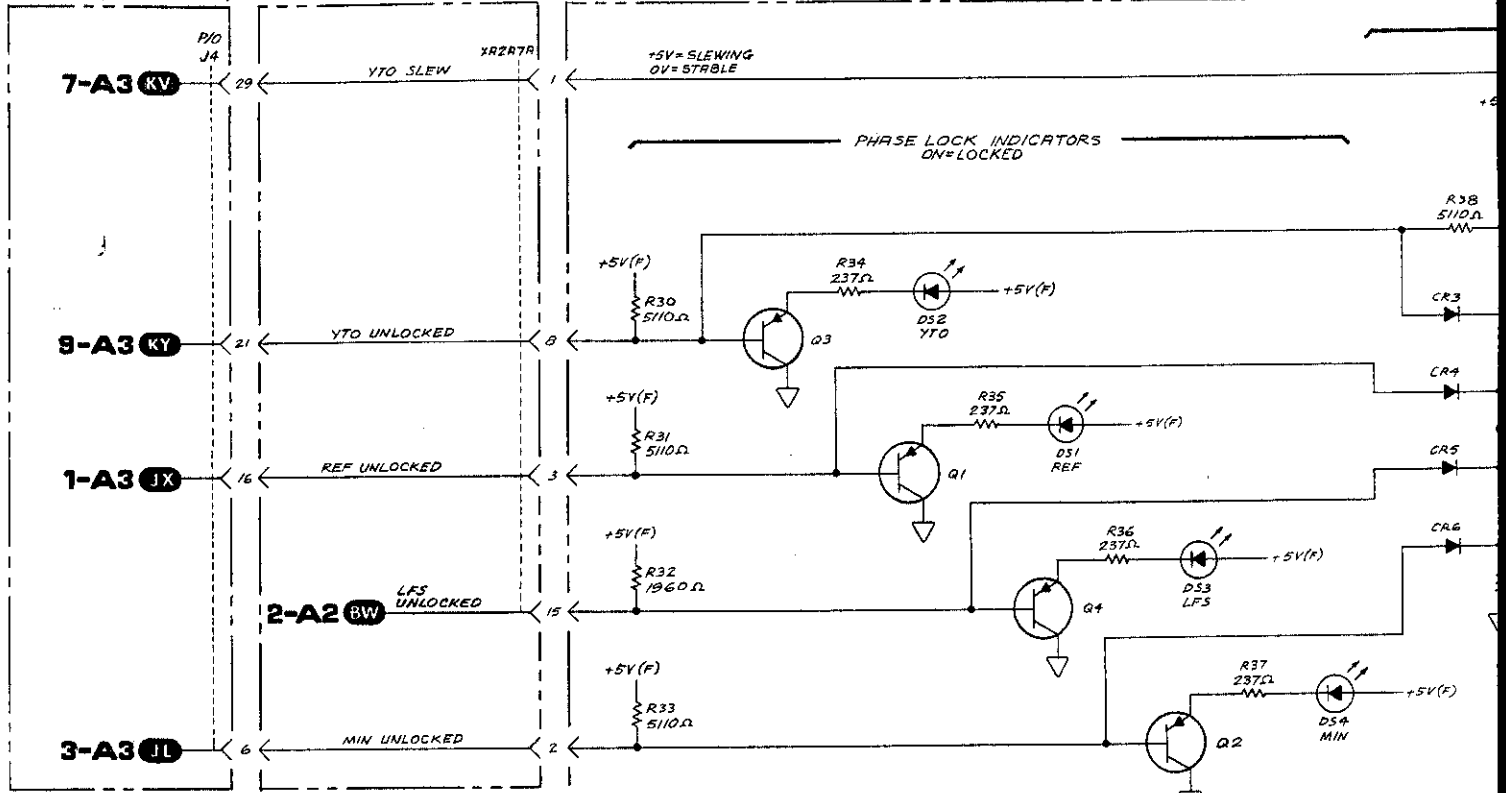 P/O
J4
XA2A7A
+5V=SLEWING
0V=STABLE
7-A3 KV
29
YTO SLEW
1
PHASE LOCK INDICATORS
ON=LOCKED
R38
5110Ω
+5V(F)
R30
5110Ω
R34
237Ω
+5V(F)
DS2
YTO
CR3
9-A3 KY
21
YTO UNLOCKED
8
Q3
CR4
+5V(F)
R31
5110Ω
R35
237Ω
+5V(F)
DS1
REF
CR5
1-A3 JX
16
REF UNLOCKED
3
Q1
+5V(F)
R32
1960Ω
R36
237Ω
+5V(F)
DS3
LFS
CR6
2-A2 BW
LFS
UNLOCKED
15
Q4
+5V(F)
R33
5110Ω
R37
237Ω
+5V(F)
DS4
MIN
3-A3 JL
6
MIN UNLOCKED
2
Q2